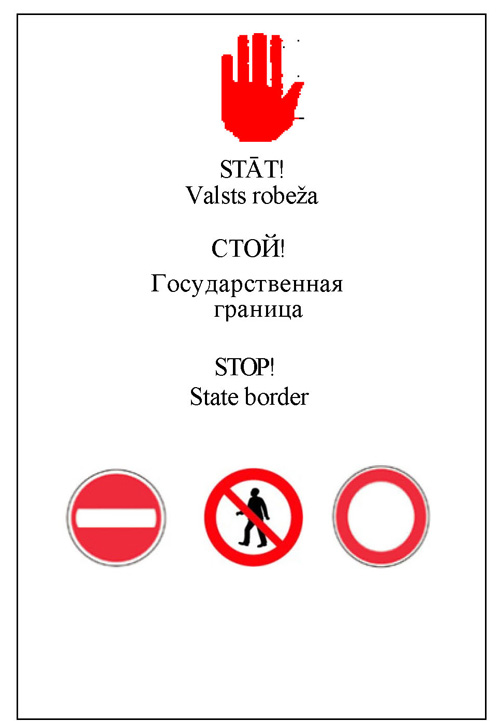 STĀT!
Valsts robeža
СТОЙ!
Государственная
граница
STOP!
State border